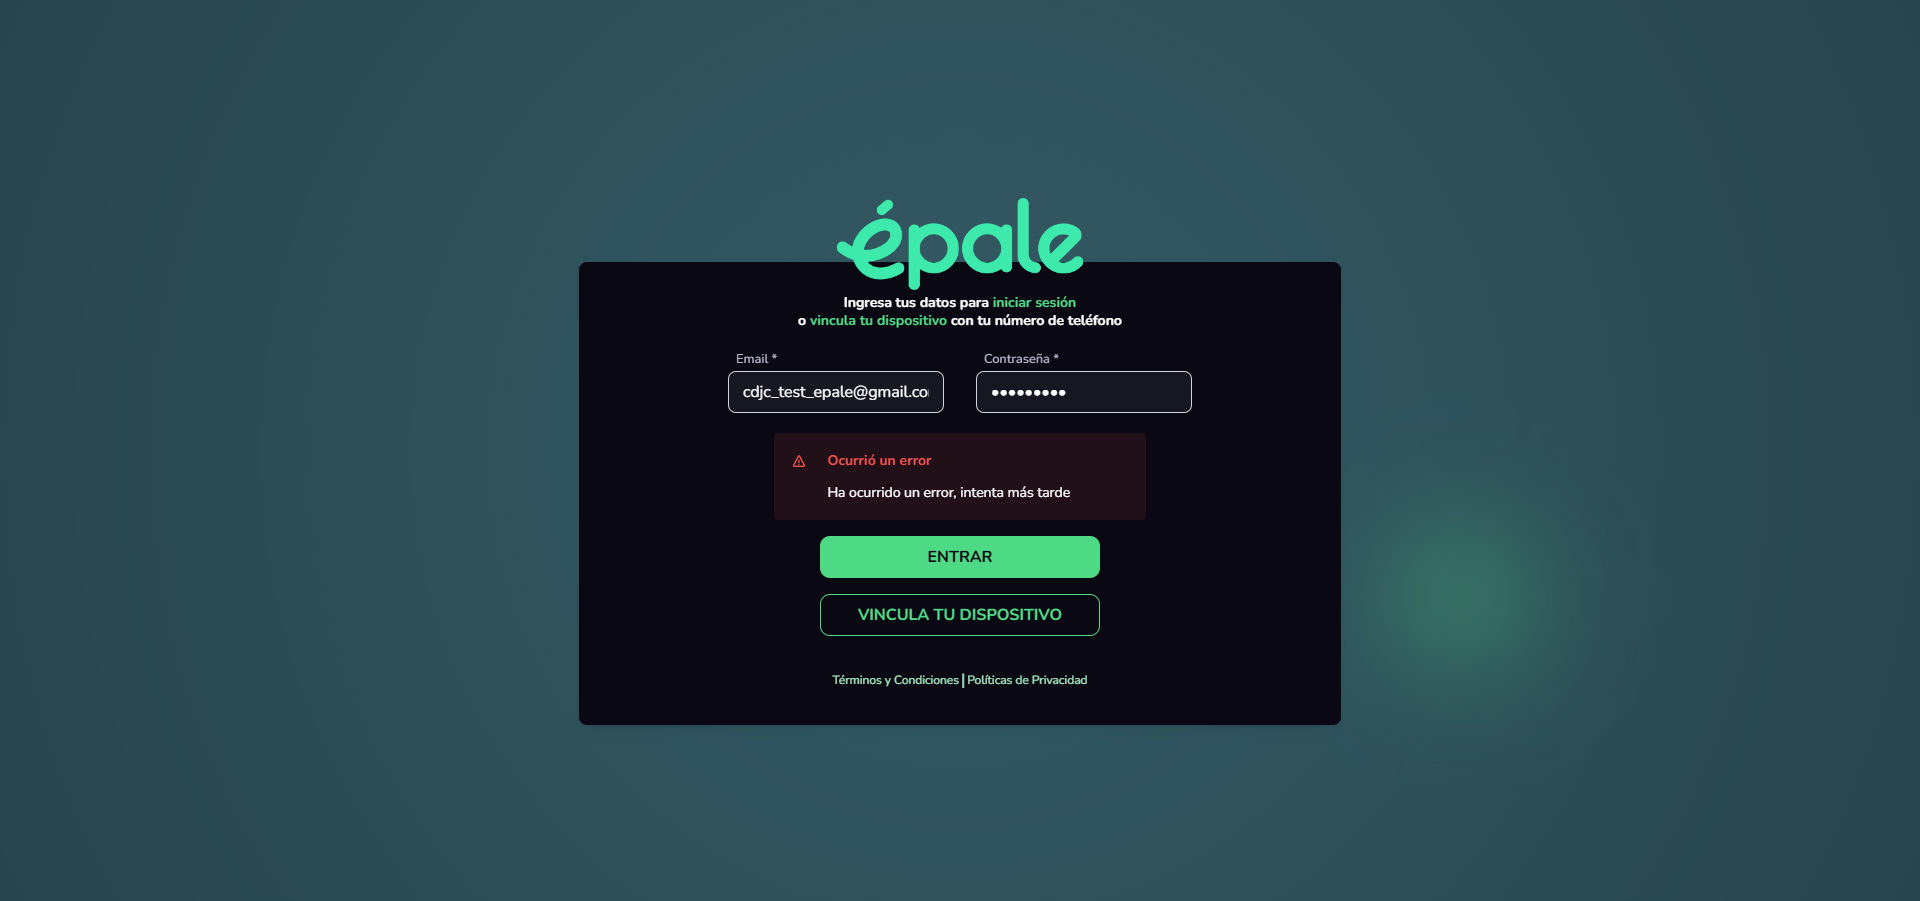 épale
Ingresa tus datos para iniciar sesión
o vincula tu dispositivo con tu número de teléfono
Email * Contraseña *
cdjc_test_epale@gmail.co •••••••••
Ocurrió un error
Ha ocurrido un error, intenta más tarde
ENTRAR
VINCULA TU DISPOSITIVO
Términos y Condiciones | Políticas de Privacidad